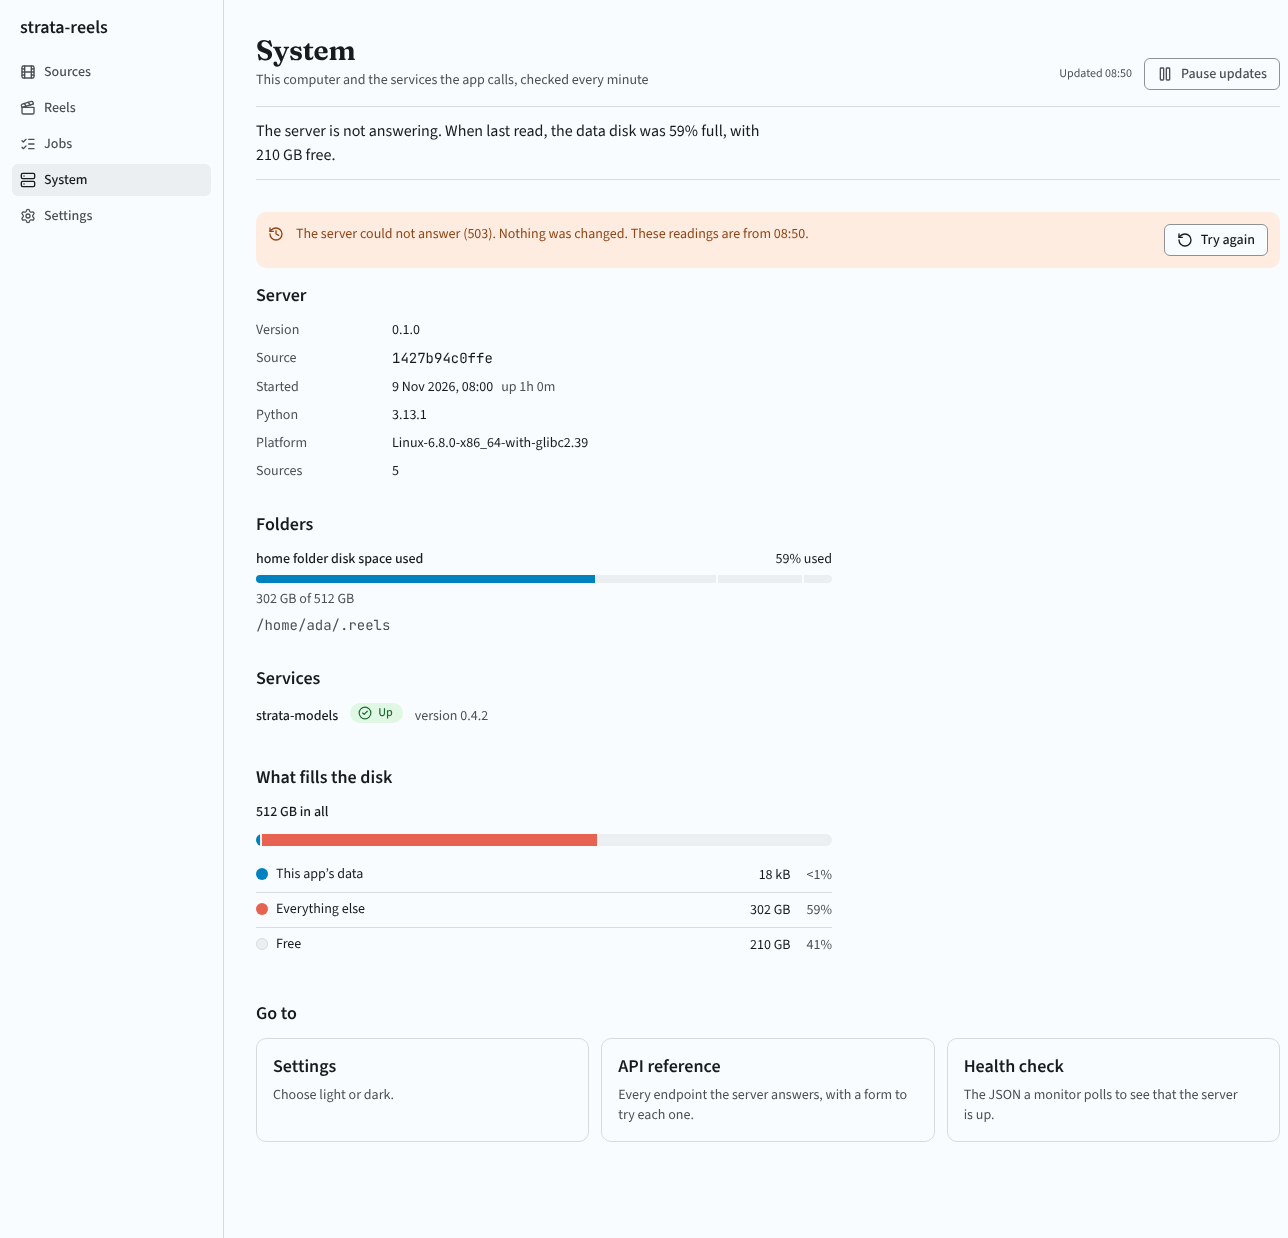 strata-reels
Sources
Reels
Jobs
System
Settings
System
This computer and the services the app calls, checked every minute
Updated 08:50
Pause updates
The server is not answering. When last read, the data disk was 59% full, with
210 GB free.
The server could not answer (503). Nothing was changed. These readings are from 08:50.
Try again
Server
Version 0.1.0
Source 1427b94c0ffe
Started 9 Nov 2026, 08:00 up 1h 0m
Python 3.13.1
Platform Linux-6.8.0-x86_64-with-glibc2.39
Sources 5
Folders
home folder disk space used 59% used
302 GB of 512 GB
/home/ada/.reels
Services
strata-models Up version 0.4.2
What fills the disk
512 GB in all
This app’s data 18 kB <1%
Everything else 302 GB 59%
Free 210 GB 41%
Go to
Settings
Choose light or dark.
API reference
Every endpoint the server answers, with a form to
try each one.
Health check
The JSON a monitor polls to see that the server
is up.